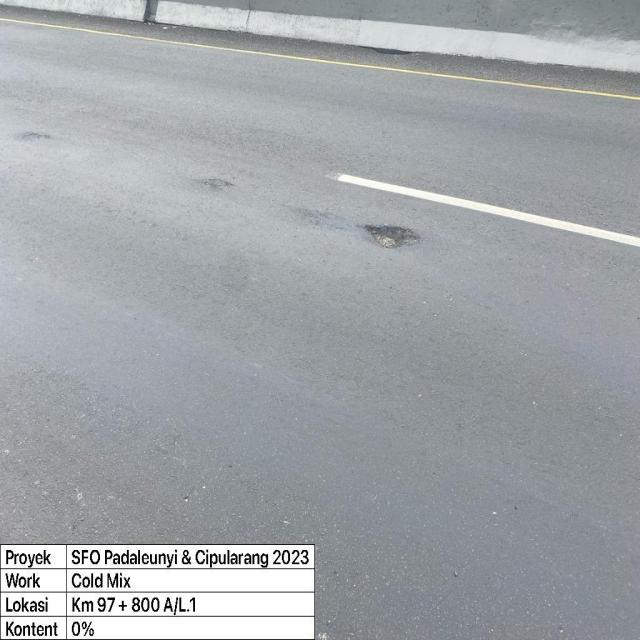 Proyek SFO Padaleunyi & Cipularang 2023
Work Cold Mix
Lokasi Km 97 + 800 A/L.1
Kontent 0%